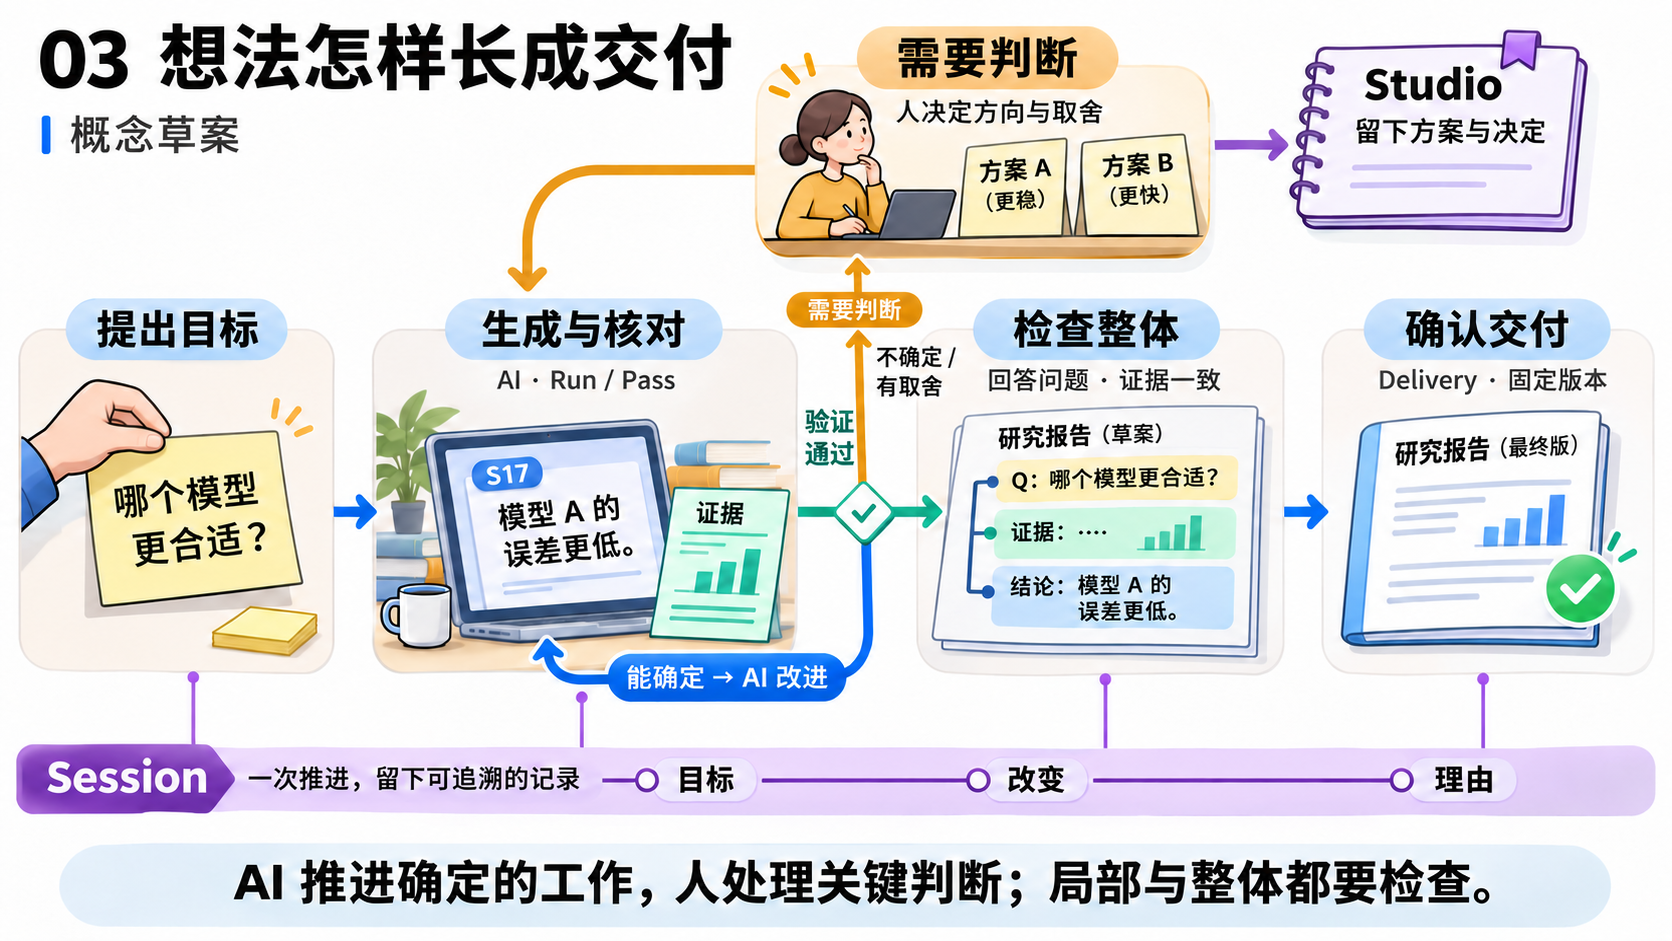 03 想法怎样长成交付
概念草案
需要判断
人决定方向与取舍
方案 A
（更稳）
方案 B
（更快）
Studio
留下方案与决定
提出目标
哪个模型
更合适？
生成与核对
AI · Run / Pass
S17
模型 A 的
误差更低。
证据
需要判断
不确定 /
有取舍
验证
通过
能确定 → AI 改进
检查整体
回答问题 · 证据一致
研究报告（草案）
Q：哪个模型更合适？
证据：····
结论：模型 A 的
误差更低。
确认交付
Delivery · 固定版本
研究报告（最终版）
Session
一次推进，留下可追溯的记录
目标
改变
理由
AI 推进确定的工作，人处理关键判断；局部与整体都要检查。